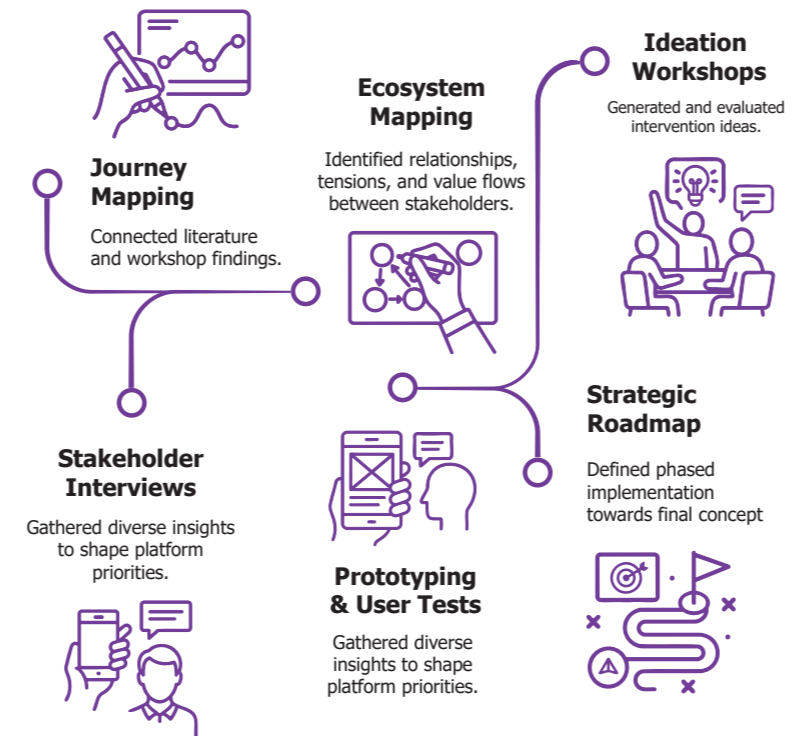 Journey
Mapping
Connected literature
and workshop findings.
Stakeholder
Interviews
Gathered diverse insights
to shape platform
priorities.
Ecosystem
Mapping
Identified relationships,
tensions, and value flows
between stakeholders.
Prototyping
& User Tests
Gathered diverse
insights to shape
platform priorities.
Ideation
Workshops
Generated and evaluated
intervention ideas.
Strategic
Roadmap
Defined phased
implementation
towards final concept